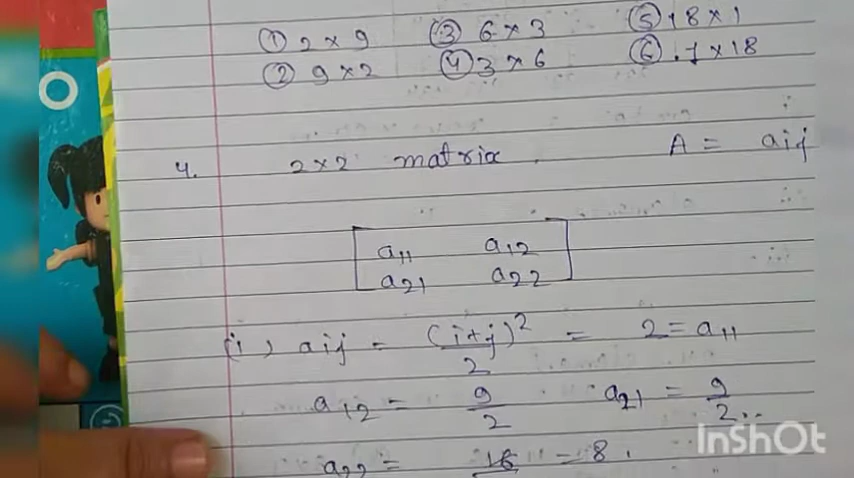 ① 2 × 9 ③ 6 × 3 ⑤ 18 × 1
② 9 × 2 ④ 3 × 6 ⑥ 1 × 18
4. 2×2 matrix. A = aij
a11 a12
a21 a22
(i) aij = (i+j)²/2 = 2 = a11
a12 = 9/2 a21 = 9/2
a22 = 16/ = 8.
InShOt